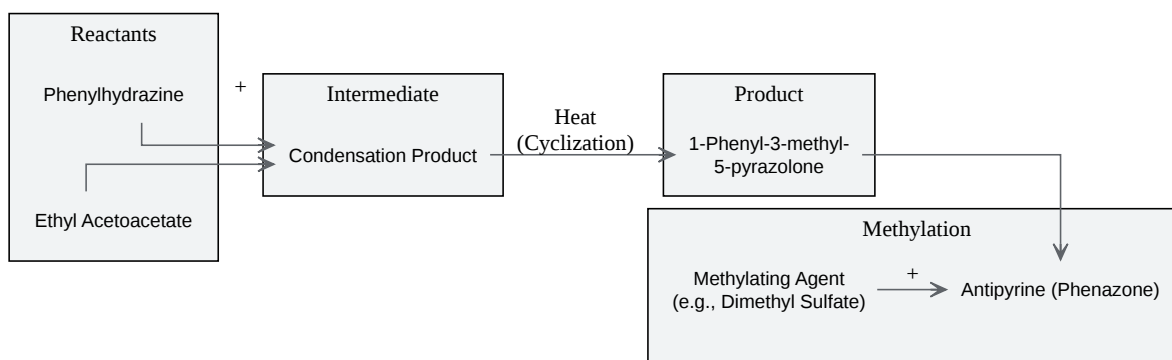 Reactants
Phenylhydrazine
Ethyl Acetoacetate
+
Intermediate
Condensation Product
Heat
(Cyclization)
Product
1-Phenyl-3-methyl-
5-pyrazolone
Methylation
Methylating Agent
(e.g., Dimethyl Sulfate)
+
Antipyrine (Phenazone)